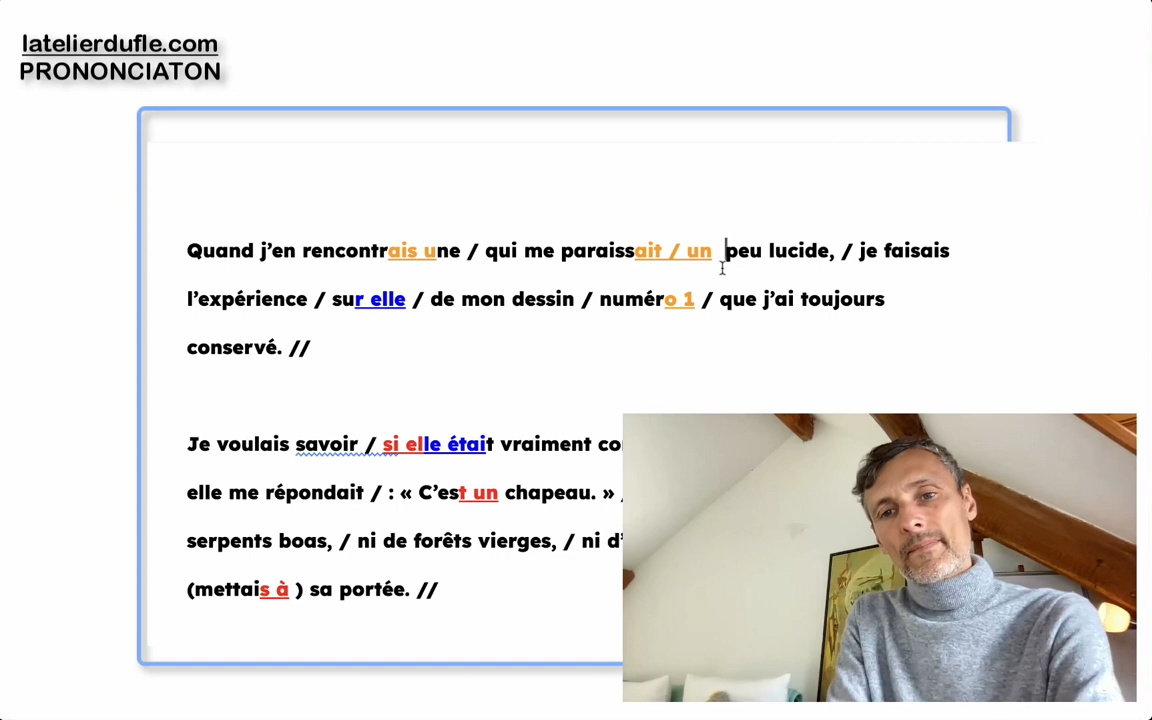 latelierdufle.com
PRONONCIATON
Quand j’en rencontrais une / qui me paraissait / un peu lucide, / je faisais
l’expérience / sur elle / de mon dessin / numéro 1 / que j’ai toujours
conservé. //
Je voulais savoir / si elle était vraiment
elle me répondait / : « C’est un chapeau. »
serpents boas, / ni de forêts vierges, / ni
(mettais à ) sa portée. //